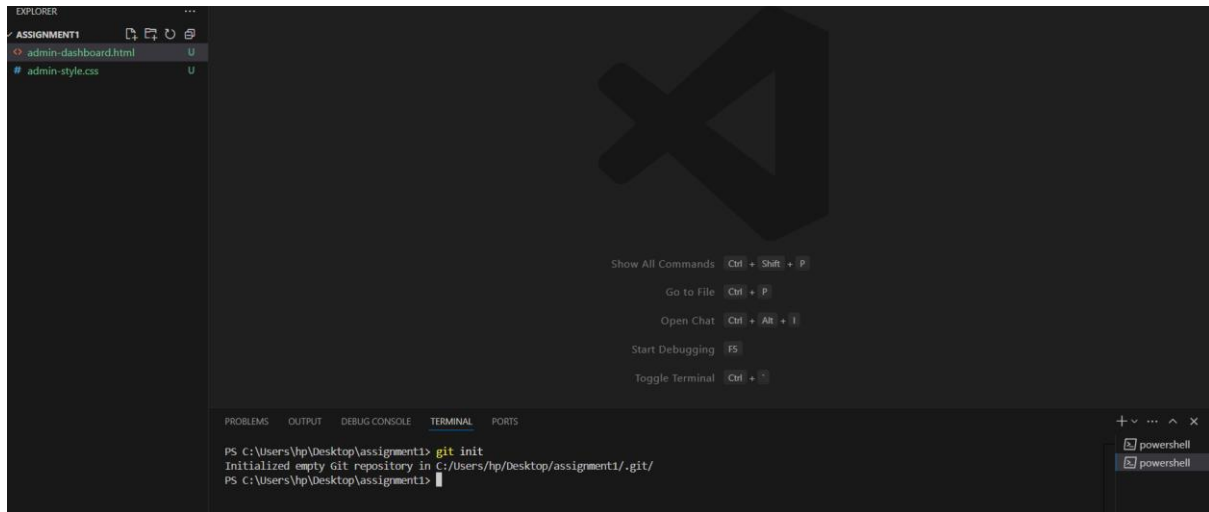 EXPLORER ...
ASSIGNMENT1
<> admin-dashboard.html U
# admin-style.css U
Show All Commands Ctrl + Shift + P
Go to File Ctrl + P
Open Chat Ctrl + Alt + I
Start Debugging F5
Toggle Terminal Ctrl + `
PROBLEMS OUTPUT DEBUG CONSOLE TERMINAL PORTS
PS C:\Users\hp\Desktop\assignment1> git init
Initialized empty Git repository in C:/Users/hp/Desktop/assignment1/.git/
PS C:\Users\hp\Desktop\assignment1>
powershell
powershell